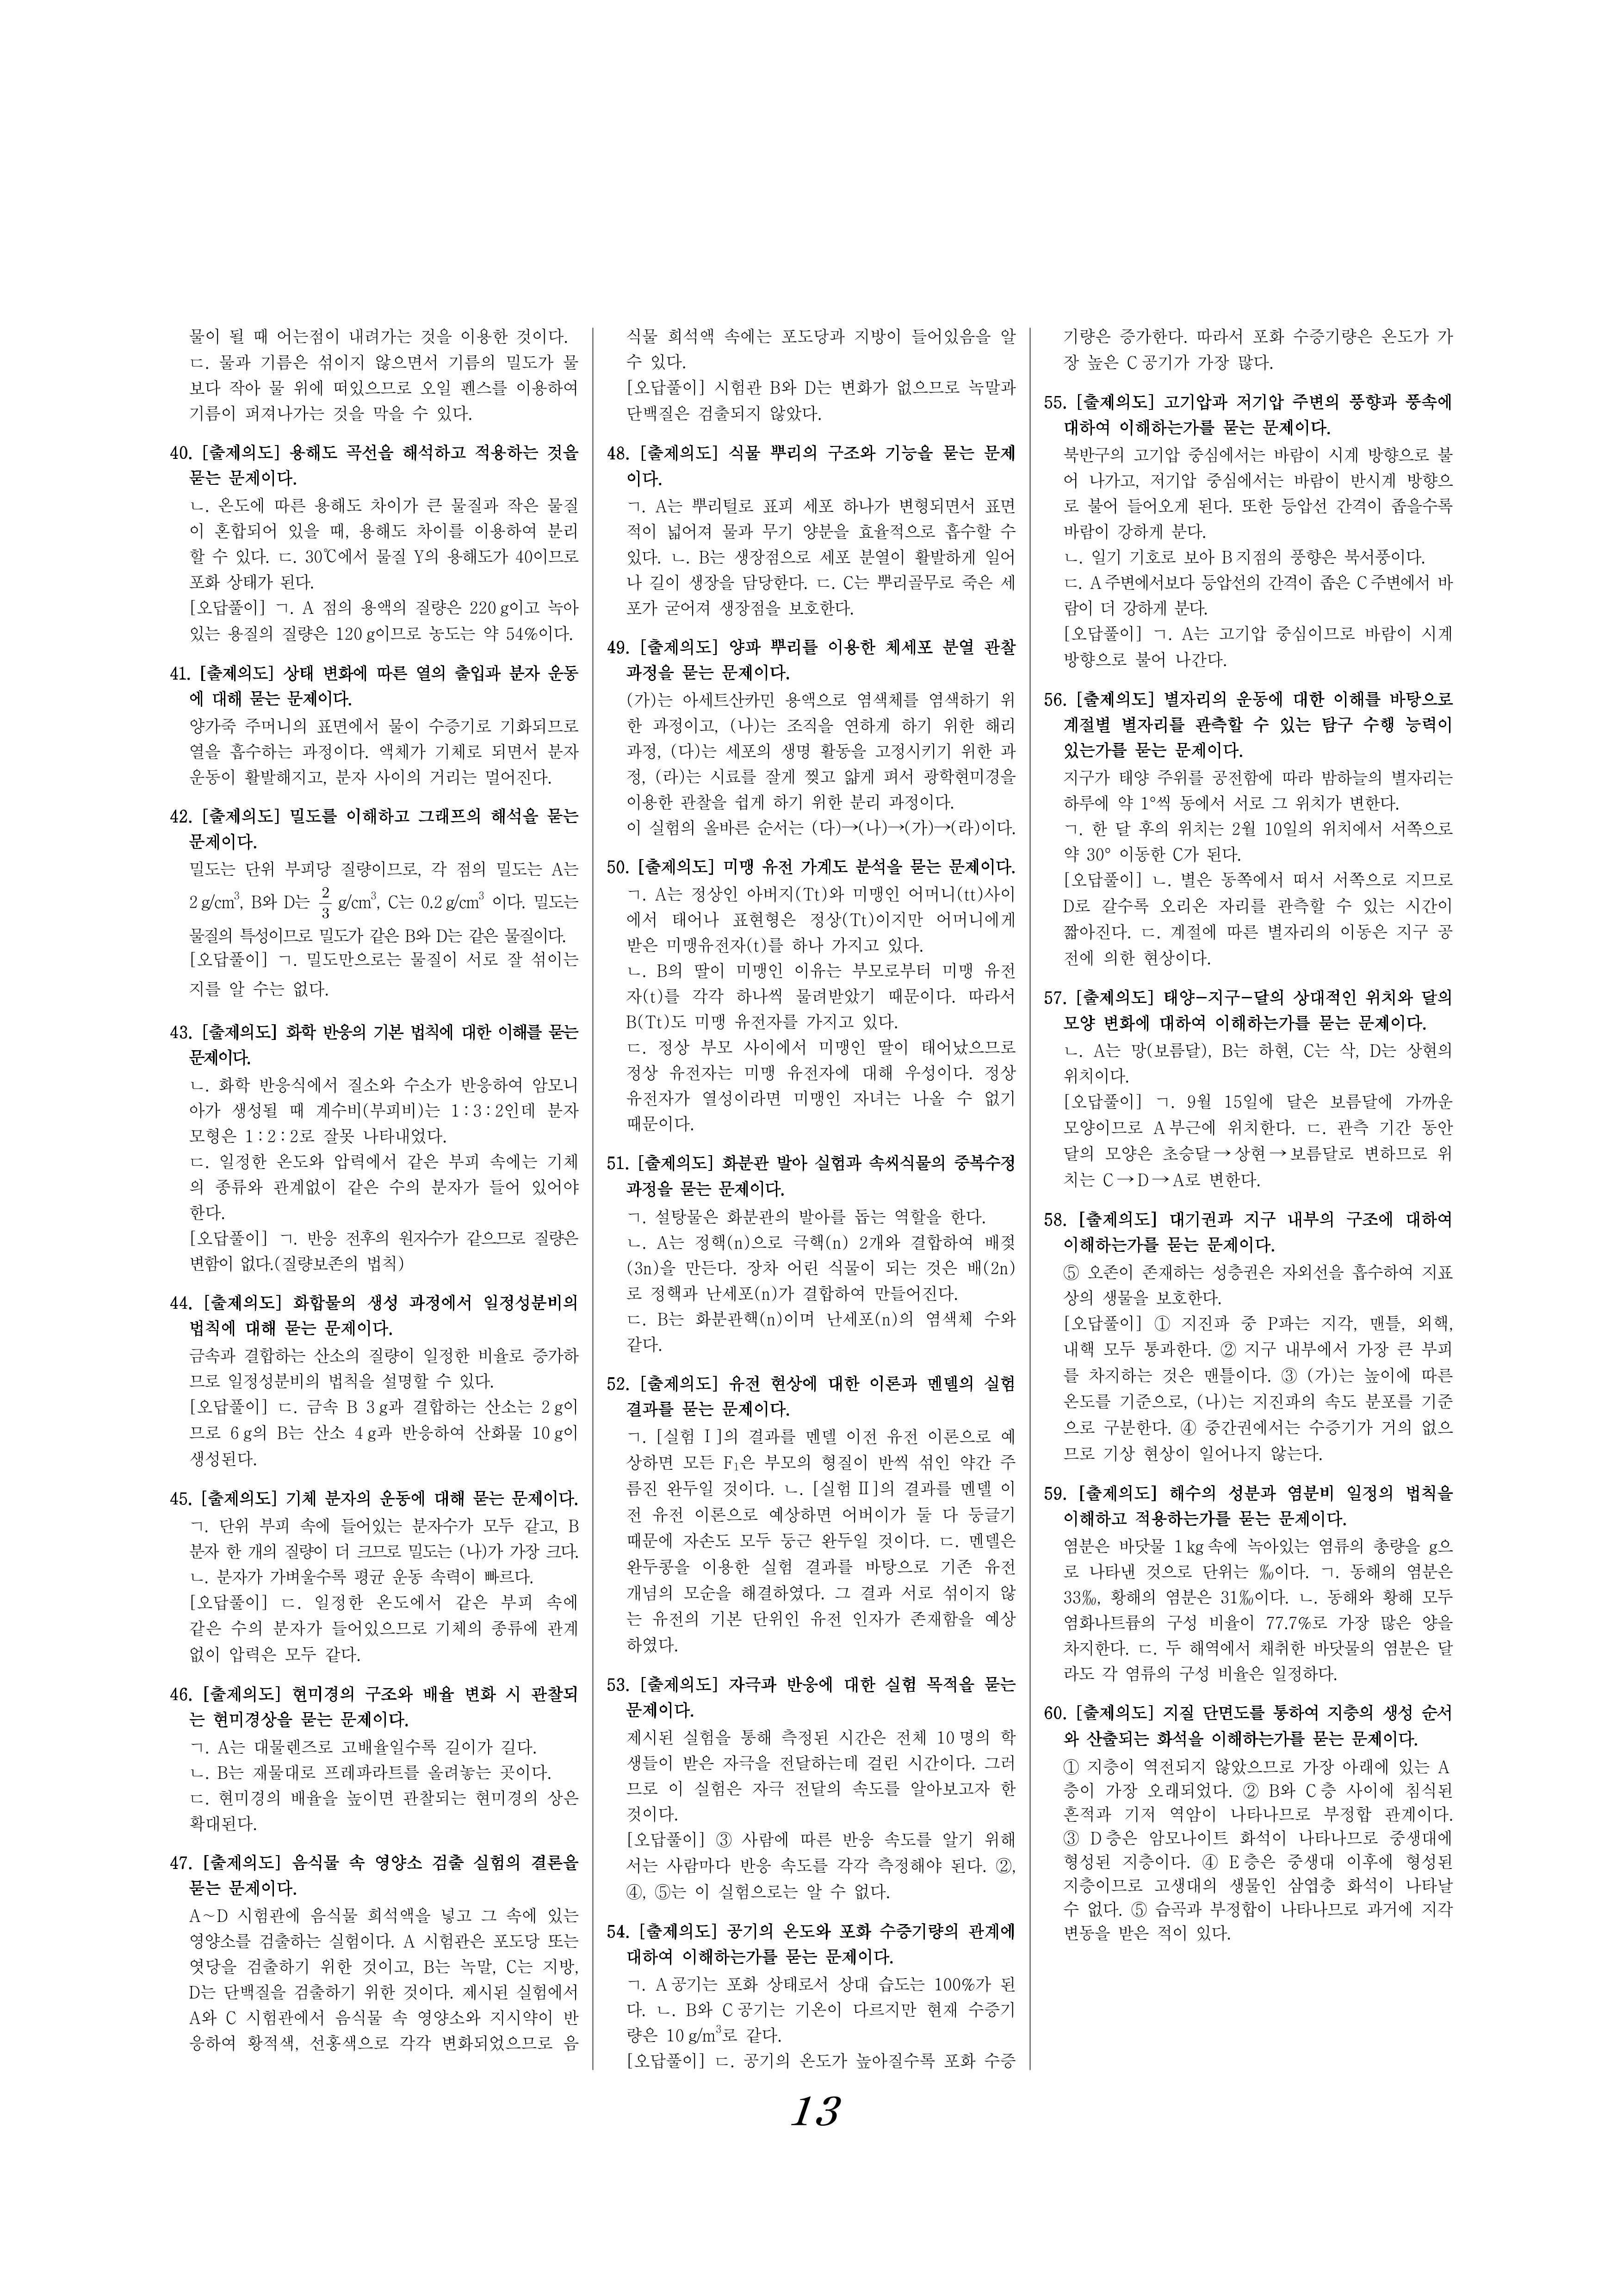 물이 될 때 어는점이 내려가는 것을 이용한 것이다.
ㄷ. 물과 기름은 섞이지 않으면서 기름의 밀도가 물
보다 작아 물 위에 떠있으므로 오일 펜스를 이용하여
기름이 퍼져나가는 것을 막을 수 있다.
40. [출제의도] 용해도 곡선을 해석하고 적용하는 것을
묻는 문제이다.
ㄴ. 온도에 따른 용해도 차이가 큰 물질과 작은 물질
이 혼합되어 있을 때, 용해도 차이를 이용하여 분리
할 수 있다. ㄷ. 30℃에서 물질 Y의 용해도가 40이므로
포화 상태가 된다.
[오답풀이] ㄱ. A 점의 용액의 질량은 220 g이고 녹아
있는 용질의 질량은 120 g이므로 농도는 약 54%이다.
41. [출제의도] 상태 변화에 따른 열의 출입과 분자 운동
에 대해 묻는 문제이다.
양가죽 주머니의 표면에서 물이 수증기로 기화되므로
열을 흡수하는 과정이다. 액체가 기체로 되면서 분자
운동이 활발해지고, 분자 사이의 거리는 멀어진다.
42. [출제의도] 밀도를 이해하고 그래프의 해석을 묻는
문제이다.
밀도는 단위 부피당 질량이므로, 각 점의 밀도는 A는
2 g/cm³, B와 D는 2/3 g/cm³, C는 0.2 g/cm³ 이다. 밀도는
물질의 특성이므로 밀도가 같은 B와 D는 같은 물질이다.
[오답풀이] ㄱ. 밀도만으로는 물질이 서로 잘 섞이는
지를 알 수는 없다.
43. [출제의도] 화학 반응의 기본 법칙에 대한 이해를 묻는
문제이다.
ㄴ. 화학 반응식에서 질소와 수소가 반응하여 암모니
아가 생성될 때 계수비(부피비)는 1 : 3 : 2인데 분자
모형은 1 : 2 : 2로 잘못 나타내었다.
ㄷ. 일정한 온도와 압력에서 같은 부피 속에는 기체
의 종류와 관계없이 같은 수의 분자가 들어 있어야
한다.
[오답풀이] ㄱ. 반응 전후의 원자수가 같으므로 질량은
변함이 없다.(질량보존의 법칙)
44. [출제의도] 화합물의 생성 과정에서 일정성분비의
법칙에 대해 묻는 문제이다.
금속과 결합하는 산소의 질량이 일정한 비율로 증가하
므로 일정성분비의 법칙을 설명할 수 있다.
[오답풀이] ㄷ. 금속 B 3 g과 결합하는 산소는 2 g이
므로 6 g의 B는 산소 4 g과 반응하여 산화물 10 g이
생성된다.
45. [출제의도] 기체 분자의 운동에 대해 묻는 문제이다.
ㄱ. 단위 부피 속에 들어있는 분자수가 모두 같고, B
분자 한 개의 질량이 더 크므로 밀도는 (나)가 가장 크다.
ㄴ. 분자가 가벼울수록 평균 운동 속력이 빠르다.
[오답풀이] ㄷ. 일정한 온도에서 같은 부피 속에
같은 수의 분자가 들어있으므로 기체의 종류에 관계
없이 압력은 모두 같다.
46. [출제의도] 현미경의 구조와 배율 변화 시 관찰되
는 현미경상을 묻는 문제이다.
ㄱ. A는 대물렌즈로 고배율일수록 길이가 길다.
ㄴ. B는 재물대로 프레파라트를 올려놓는 곳이다.
ㄷ. 현미경의 배율을 높이면 관찰되는 현미경의 상은
확대된다.
47. [출제의도] 음식물 속 영양소 검출 실험의 결론을
묻는 문제이다.
A~D 시험관에 음식물 희석액을 넣고 그 속에 있는
영양소를 검출하는 실험이다. A 시험관은 포도당 또는
엿당을 검출하기 위한 것이고, B는 녹말, C는 지방,
D는 단백질을 검출하기 위한 것이다. 제시된 실험에서
A와 C 시험관에서 음식물 속 영양소와 지시약이 반
응하여 황적색, 선홍색으로 각각 변화되었으므로 음
식물 희석액 속에는 포도당과 지방이 들어있음을 알
수 있다.
[오답풀이] 시험관 B와 D는 변화가 없으므로 녹말과
단백질은 검출되지 않았다.
48. [출제의도] 식물 뿌리의 구조와 기능을 묻는 문제
이다.
ㄱ. A는 뿌리털로 표피 세포 하나가 변형되면서 표면
적이 넓어져 물과 무기 양분을 효율적으로 흡수할 수
있다. ㄴ. B는 생장점으로 세포 분열이 활발하게 일어
나 길이 생장을 담당한다. ㄷ. C는 뿌리골무로 죽은 세
포가 굳어져 생장점을 보호한다.
49. [출제의도] 양파 뿌리를 이용한 체세포 분열 관찰
과정을 묻는 문제이다.
(가)는 아세트산카민 용액으로 염색체를 염색하기 위
한 과정이고, (나)는 조직을 연하게 하기 위한 해리
과정, (다)는 세포의 생명 활동을 고정시키기 위한 과
정, (라)는 시료를 잘게 찢고 얇게 펴서 광학현미경을
이용한 관찰을 쉽게 하기 위한 분리 과정이다.
이 실험의 올바른 순서는 (다)→(나)→(가)→(라)이다.
50. [출제의도] 미맹 유전 가계도 분석을 묻는 문제이다.
ㄱ. A는 정상인 아버지(Tt)와 미맹인 어머니(tt)사이
에서 태어나 표현형은 정상(Tt)이지만 어머니에게
받은 미맹유전자(t)를 하나 가지고 있다.
ㄴ. B의 딸이 미맹인 이유는 부모로부터 미맹 유전
자(t)를 각각 하나씩 물려받았기 때문이다. 따라서
B(Tt)도 미맹 유전자를 가지고 있다.
ㄷ. 정상 부모 사이에서 미맹인 딸이 태어났으므로
정상 유전자는 미맹 유전자에 대해 우성이다. 정상
유전자가 열성이라면 미맹인 자녀는 나올 수 없기
때문이다.
51. [출제의도] 화분관 발아 실험과 속씨식물의 중복수정
과정을 묻는 문제이다.
ㄱ. 설탕물은 화분관의 발아를 돕는 역할을 한다.
ㄴ. A는 정핵(n)으로 극핵(n) 2개와 결합하여 배젖
(3n)을 만든다. 장차 어린 식물이 되는 것은 배(2n)
로 정핵과 난세포(n)가 결합하여 만들어진다.
ㄷ. B는 화분관핵(n)이며 난세포(n)의 염색체 수와
같다.
52. [출제의도] 유전 현상에 대한 이론과 멘델의 실험
결과를 묻는 문제이다.
ㄱ. [실험 Ⅰ]의 결과를 멘델 이전 유전 이론으로 예
상하면 모든 F₁은 부모의 형질이 반씩 섞인 약간 주
름진 완두일 것이다. ㄴ. [실험 Ⅱ]의 결과를 멘델 이
전 유전 이론으로 예상하면 어버이가 둘 다 둥글기
때문에 자손도 모두 둥근 완두일 것이다. ㄷ. 멘델은
완두콩을 이용한 실험 결과를 바탕으로 기존 유전
개념의 모순을 해결하였다. 그 결과 서로 섞이지 않
는 유전의 기본 단위인 유전 인자가 존재함을 예상
하였다.
53. [출제의도] 자극과 반응에 대한 실험 목적을 묻는
문제이다.
제시된 실험을 통해 측정된 시간은 전체 10 명의 학
생들이 받은 자극을 전달하는데 걸린 시간이다. 그러
므로 이 실험은 자극 전달의 속도를 알아보고자 한
것이다.
[오답풀이] ③ 사람에 따른 반응 속도를 알기 위해
서는 사람마다 반응 속도를 각각 측정해야 된다. ②,
④, ⑤는 이 실험으로는 알 수 없다.
54. [출제의도] 공기의 온도와 포화 수증기량의 관계에
대하여 이해하는가를 묻는 문제이다.
ㄱ. A 공기는 포화 상태로서 상대 습도는 100%가 된
다. ㄴ. B와 C 공기는 기온이 다르지만 현재 수증기
량은 10 g/m³로 같다.
[오답풀이] ㄷ. 공기의 온도가 높아질수록 포화 수증
기량은 증가한다. 따라서 포화 수증기량은 온도가 가
장 높은 C 공기가 가장 많다.
55. [출제의도] 고기압과 저기압 주변의 풍향과 풍속에
대하여 이해하는가를 묻는 문제이다.
북반구의 고기압 중심에서는 바람이 시계 방향으로 불
어 나가고, 저기압 중심에서는 바람이 반시계 방향으
로 불어 들어오게 된다. 또한 등압선 간격이 좁을수록
바람이 강하게 분다.
ㄴ. 일기 기호로 보아 B 지점의 풍향은 북서풍이다.
ㄷ. A 주변에서보다 등압선의 간격이 좁은 C 주변에서 바
람이 더 강하게 분다.
[오답풀이] ㄱ. A는 고기압 중심이므로 바람이 시계
방향으로 불어 나간다.
56. [출제의도] 별자리의 운동에 대한 이해를 바탕으로
계절별 별자리를 관측할 수 있는 탐구 수행 능력이
있는가를 묻는 문제이다.
지구가 태양 주위를 공전함에 따라 밤하늘의 별자리는
하루에 약 1°씩 동에서 서로 그 위치가 변한다.
ㄱ. 한 달 후의 위치는 2월 10일의 위치에서 서쪽으로
약 30° 이동한 C가 된다.
[오답풀이] ㄴ. 별은 동쪽에서 떠서 서쪽으로 지므로
D로 갈수록 오리온 자리를 관측할 수 있는 시간이
짧아진다. ㄷ. 계절에 따른 별자리의 이동은 지구 공
전에 의한 현상이다.
57. [출제의도] 태양-지구-달의 상대적인 위치와 달의
모양 변화에 대하여 이해하는가를 묻는 문제이다.
ㄴ. A는 망(보름달), B는 하현, C는 삭, D는 상현의
위치이다.
[오답풀이] ㄱ. 9월 15일에 달은 보름달에 가까운
모양이므로 A 부근에 위치한다. ㄷ. 관측 기간 동안
달의 모양은 초승달→상현→보름달로 변하므로 위
치는 C→D→A로 변한다.
58. [출제의도] 대기권과 지구 내부의 구조에 대하여
이해하는가를 묻는 문제이다.
⑤ 오존이 존재하는 성층권은 자외선을 흡수하여 지표
상의 생물을 보호한다.
[오답풀이] ① 지진파 중 P파는 지각, 맨틀, 외핵,
내핵 모두 통과한다. ② 지구 내부에서 가장 큰 부피
를 차지하는 것은 맨틀이다. ③ (가)는 높이에 따른
온도를 기준으로, (나)는 지진파의 속도 분포를 기준
으로 구분한다. ④ 중간권에서는 수증기가 거의 없으
므로 기상 현상이 일어나지 않는다.
59. [출제의도] 해수의 성분과 염분비 일정의 법칙을
이해하고 적용하는가를 묻는 문제이다.
염분은 바닷물 1 kg 속에 녹아있는 염류의 총량을 g으
로 나타낸 것으로 단위는 ‰이다. ㄱ. 동해의 염분은
33‰, 황해의 염분은 31‰이다. ㄴ. 동해와 황해 모두
염화나트륨의 구성 비율이 77.7%로 가장 많은 양을
차지한다. ㄷ. 두 해역에서 채취한 바닷물의 염분은 달
라도 각 염류의 구성 비율은 일정하다.
60. [출제의도] 지질 단면도를 통하여 지층의 생성 순서
와 산출되는 화석을 이해하는가를 묻는 문제이다.
① 지층이 역전되지 않았으므로 가장 아래에 있는 A
층이 가장 오래되었다. ② B와 C 층 사이에 침식된
흔적과 기저 역암이 나타나므로 부정합 관계이다.
③ D 층은 암모나이트 화석이 나타나므로 중생대에
형성된 지층이다. ④ E 층은 중생대 이후에 형성된
지층이므로 고생대의 생물인 삼엽충 화석이 나타날
수 없다. ⑤ 습곡과 부정합이 나타나므로 과거에 지각
변동을 받은 적이 있다.
13